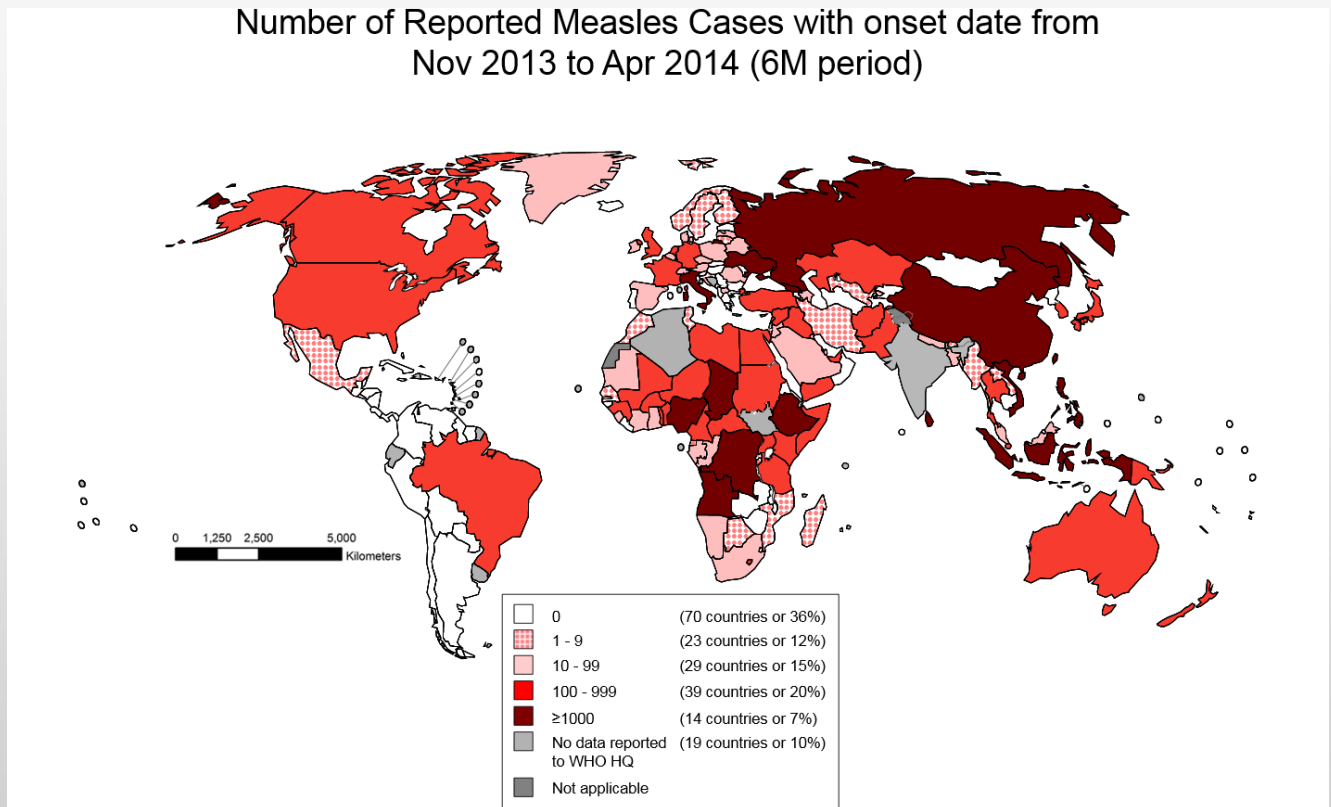 Number of Reported Measles Cases with onset date from
Nov 2013 to Apr 2014 (6M period)
0 1,250 2,500 5,000
Kilometers
0 (70 countries or 36%)
1 - 9 (23 countries or 12%)
10 - 99 (29 countries or 15%)
100 - 999 (39 countries or 20%)
≥1000 (14 countries or 7%)
No data reported (19 countries or 10%)
to WHO HQ
Not applicable